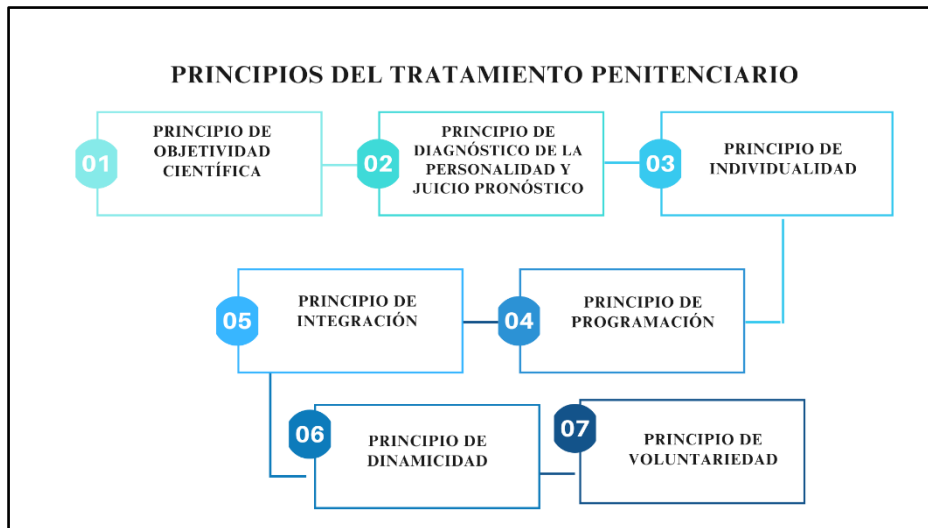 PRINCIPIOS DEL TRATAMIENTO PENITENCIARIO
01
PRINCIPIO DE
OBJETIVIDAD
CIENTÍFICA
02
PRINCIPIO DE
DIAGNÓSTICO DE LA
PERSONALIDAD Y
JUICIO PRONÓSTICO
03
PRINCIPIO DE
INDIVIDUALIDAD
04
PRINCIPIO DE
PROGRAMACIÓN
05
PRINCIPIO DE
INTEGRACIÓN
06
PRINCIPIO DE
DINAMICIDAD
07
PRINCIPIO DE
VOLUNTARIEDAD